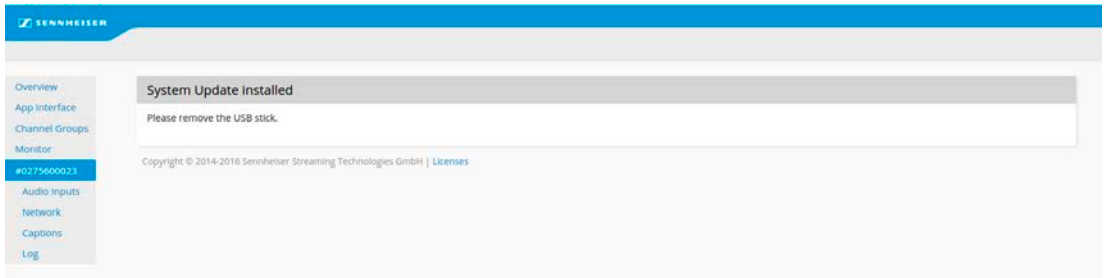 SENNHEISER
Overview
App Interface
Channel Groups
Monitor
#0275600023
Audio Inputs
Network
Captions
Log
System Update installed
Please remove the USB stick.
Copyright © 2014-2016 Sennheiser Streaming Technologies GmbH | Licenses